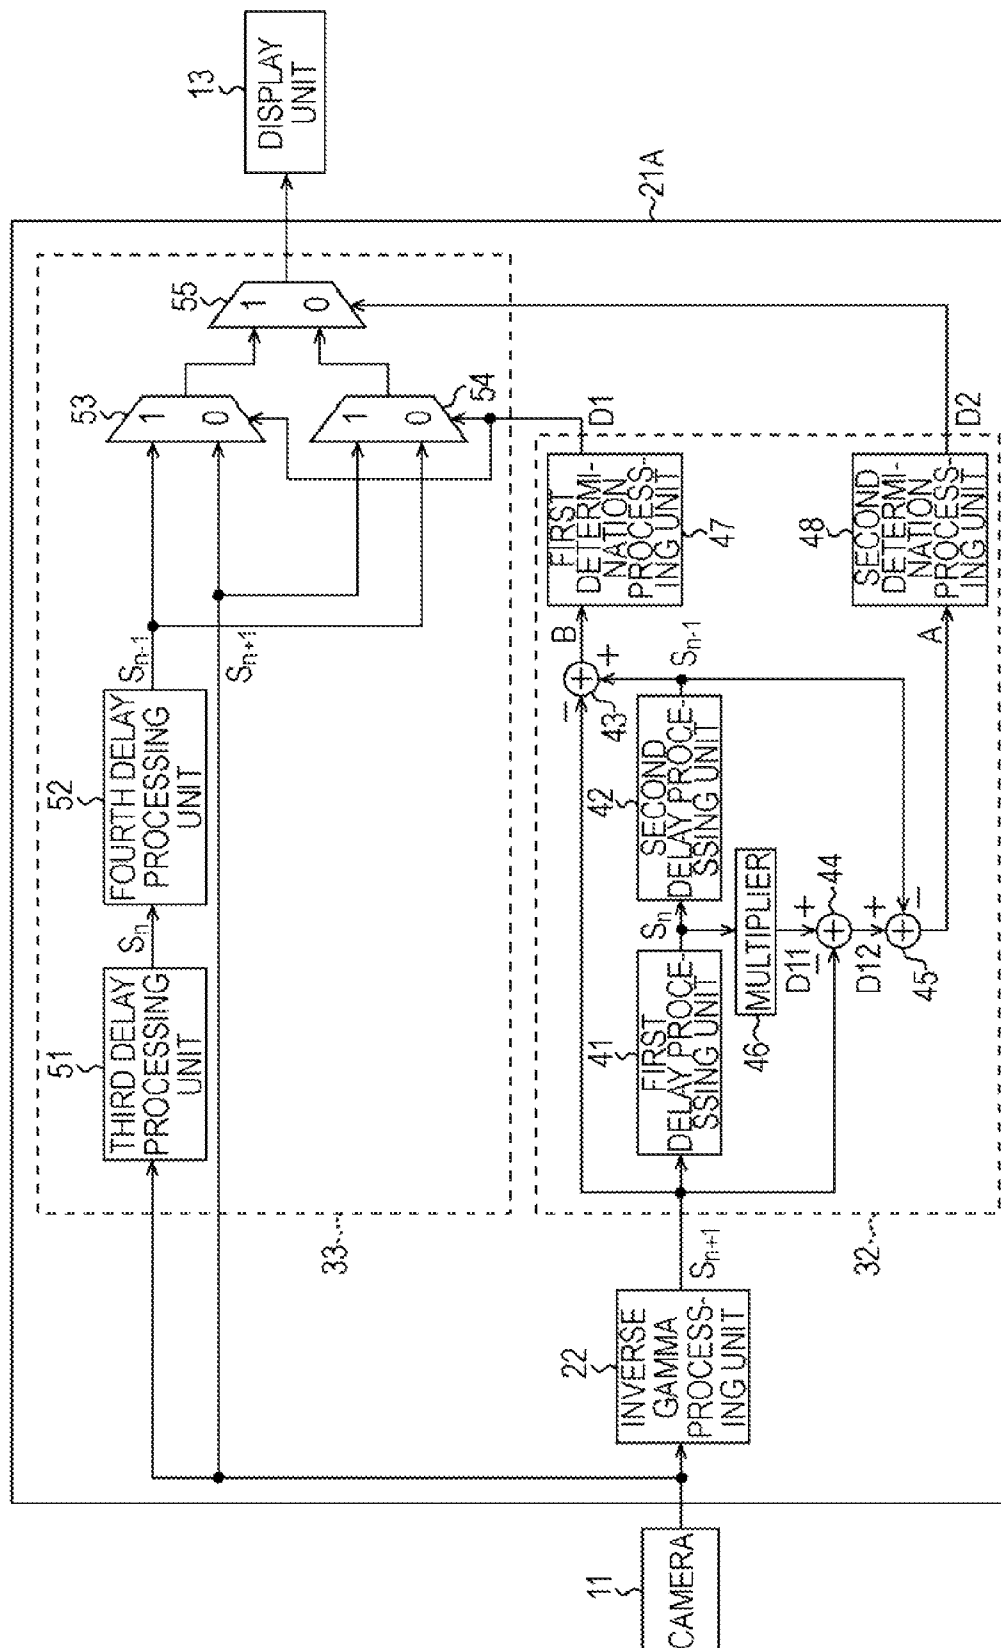 11
CAMERA
21A
22
INVERSE
GAMMA
PROCESS-
ING UNIT
Sn+1
33
51
THIRD DELAY
PROCESSING
UNIT
Sn
52
FOURTH DELAY
PROCESSING
UNIT
Sn-1
Sn+1
53
1
0
54
1
0
55
1
0
13
DISPLAY
UNIT
32
41
FIRST
DELAY PROCE-
SSING UNIT
Sn
42
SECOND
DELAY PROCE-
SSING UNIT
Sn-1
43
−
+
B
46
MULTIPLIER
D11
+
−
44
D12
+
−
45
A
FIRST
DETERMI-
NATION
PROCESS-
ING UNIT
47
D1
48
SECOND
DETERMI-
NATION
PROCESS-
ING UNIT
D2